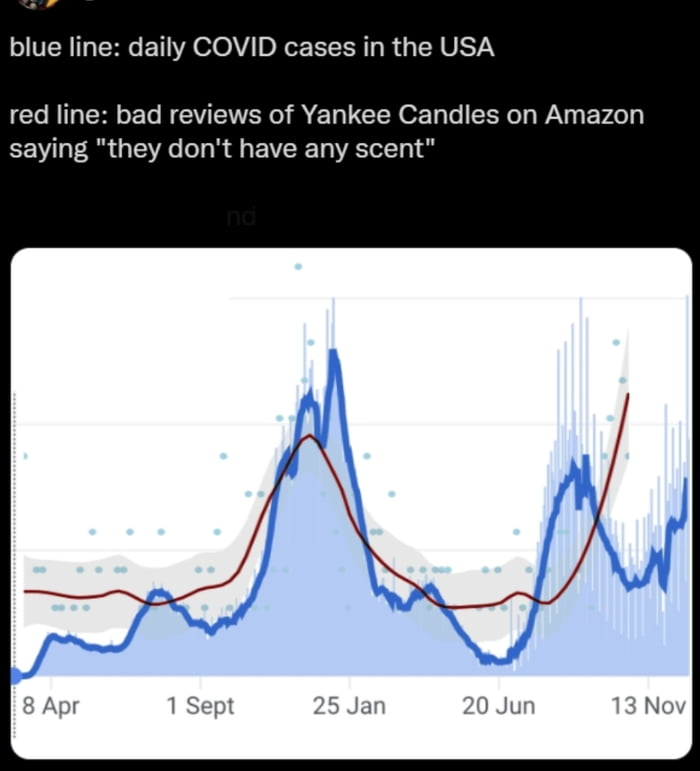 blue line: daily COVID cases in the USA
red line: bad reviews of Yankee Candles on Amazon
saying "they don't have any scent"
nd
8 Apr 1 Sept 25 Jan 20 Jun 13 Nov